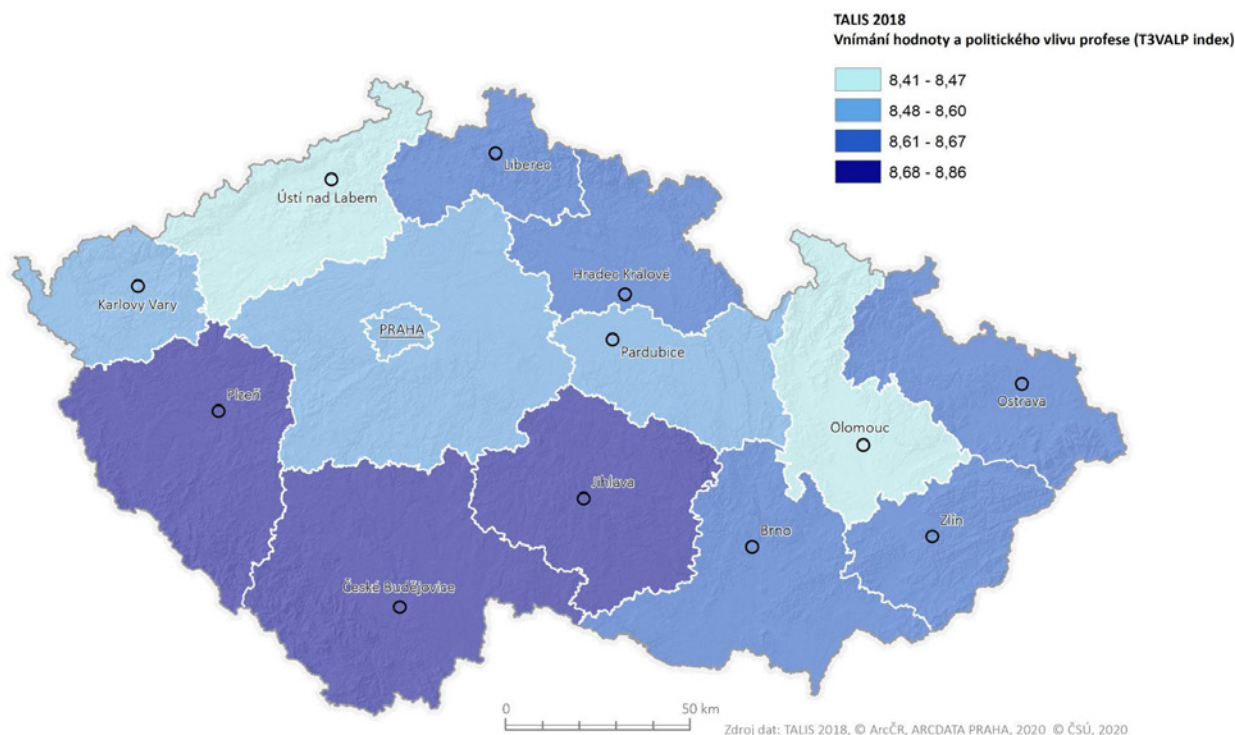 TALIS 2018
Vnímání hodnoty a politického vlivu profese (T3VALP index)
8,41 - 8,47
8,48 - 8,60
8,61 - 8,67
8,68 - 8,86
Liberec
Ústí nad Labem
Hradec Králové
Karlovy Vary
PRAHA
Pardubice
Plzeň
Ostrava
Olomouc
Jihlava
Zlín
Brno
České Budějovice
0 50 km
Zdroj dat: TALIS 2018, © ArcČR, ARCDATA PRAHA, 2020 © ČSÚ, 2020